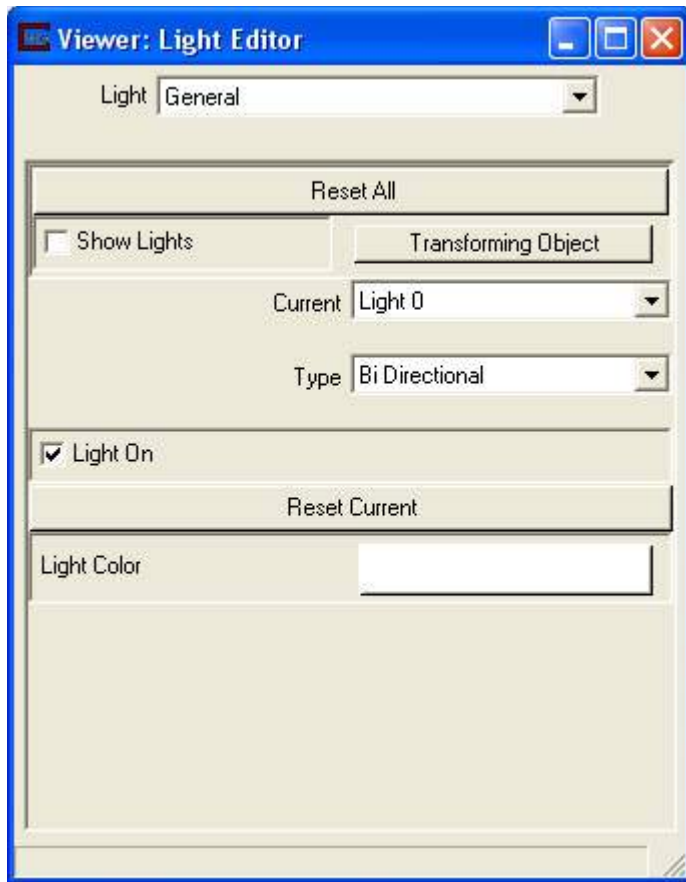 Viewer: Light Editor
Light General
Reset All
Show Lights Transforming Object
Current Light 0
Type Bi Directional
Light On
Reset Current
Light Color